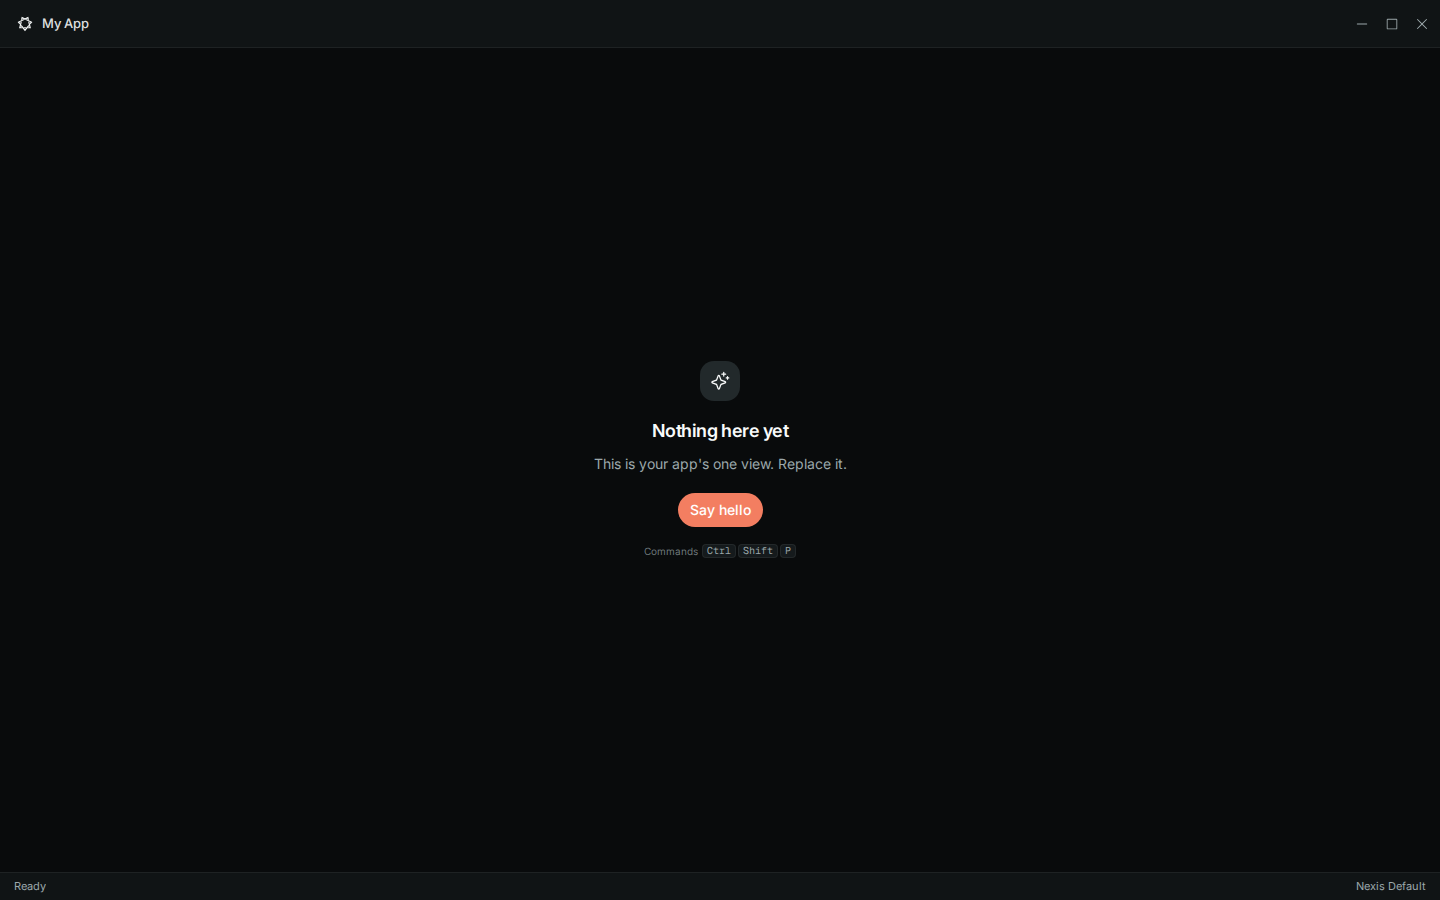 My App
Nothing here yet
This is your app's one view. Replace it.
Say hello
Commands Ctrl Shift P
Ready
Nexis Default